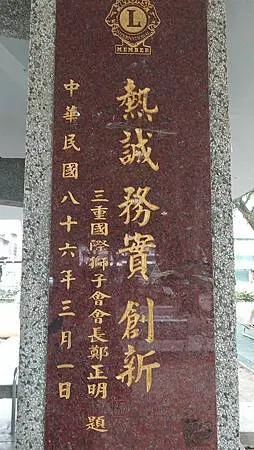 L
INTERNATIONAL
MEMBER
熱誠務實創新
三重國際獅子會會長鄭正明 題
中華民國八十六年三月一日